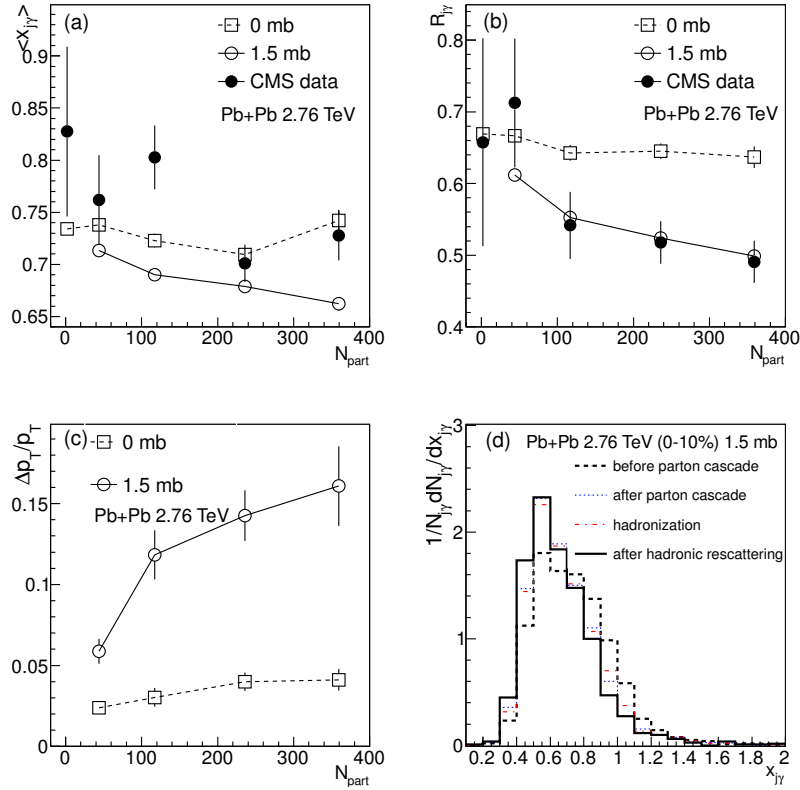 (a)
0 mb
1.5 mb
CMS data
Pb+Pb 2.76 TeV
<x_jγ>
0.9
0.85
0.8
0.75
0.7
0.65
0 100 200 300 400
N_part
(b)
0 mb
1.5 mb
CMS data
Pb+Pb 2.76 TeV
R_jγ
0.8
0.7
0.6
0.5
0.4
0 100 200 300 400
N_part
(c)
0 mb
1.5 mb
Pb+Pb 2.76 TeV
Δp_T/p_T
0.15
0.1
0.05
0
0 100 200 300 400
N_part
(d)
Pb+Pb 2.76 TeV (0-10%) 1.5 mb
before parton cascade
after parton cascade
hadronization
after hadronic rescattering
1/N_jγ dN_jγ/dx_jγ
3
2
1
0
0.2 0.4 0.6 0.8 1 1.2 1.4 1.6 1.8 2
x_jγ